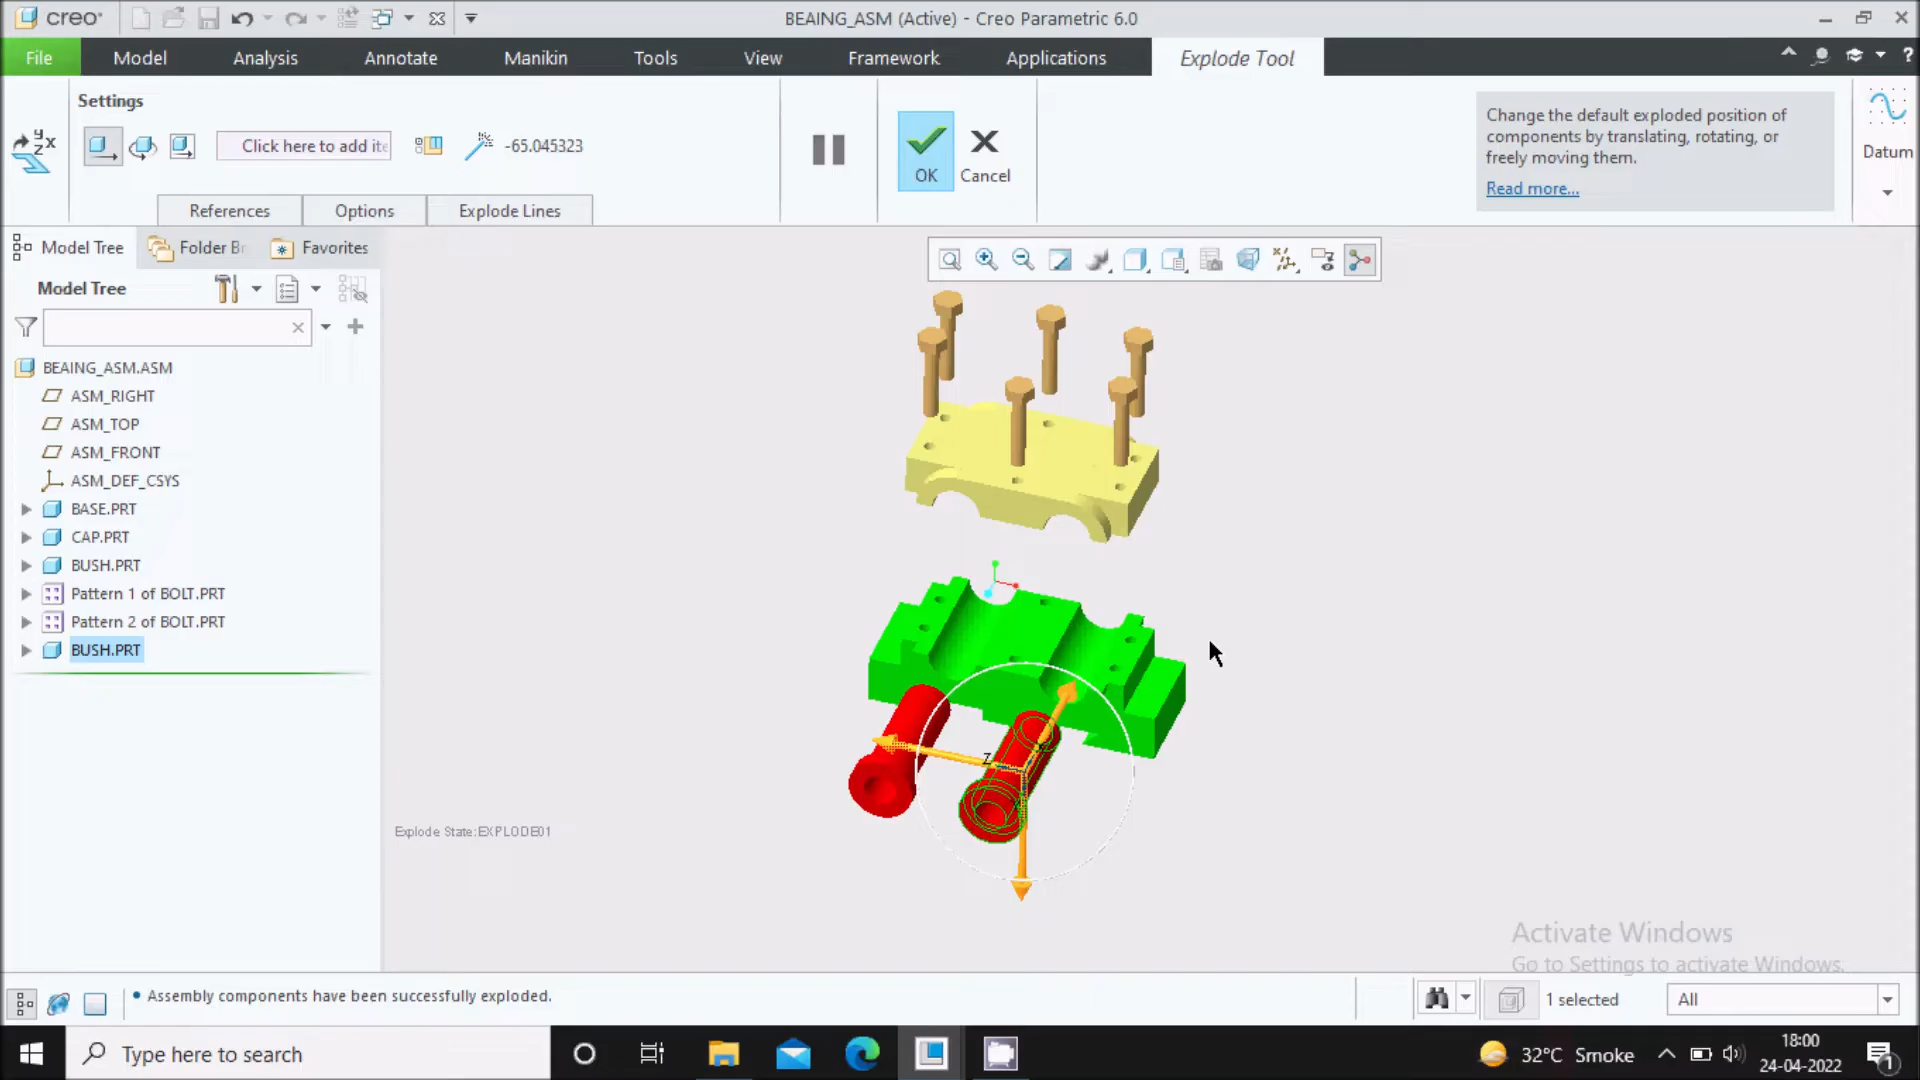 creo
BEAING_ASM (Active) - Creo Parametric 6.0
File
Model
Analysis
Annotate
Manikin
Tools
View
Framework
Applications
Explode Tool
Settings
Click here to add ite
-65.045323
OK
Cancel
Change the default exploded position of
components by translating, rotating, or
freely moving them.
Read more...
Datum
References
Options
Explode Lines
Model Tree
Folder Br
Favorites
Model Tree
BEAING_ASM.ASM
ASM_RIGHT
ASM_TOP
ASM_FRONT
ASM_DEF_CSYS
BASE.PRT
CAP.PRT
BUSH.PRT
Pattern 1 of BOLT.PRT
Pattern 2 of BOLT.PRT
BUSH.PRT
Z
Explode State:EXPLODE01
Activate Windows
Go to Settings to activate Windows.
Assembly components have been successfully exploded.
1 selected
All
Type here to search
32°C Smoke
18:00
24-04-2022
1